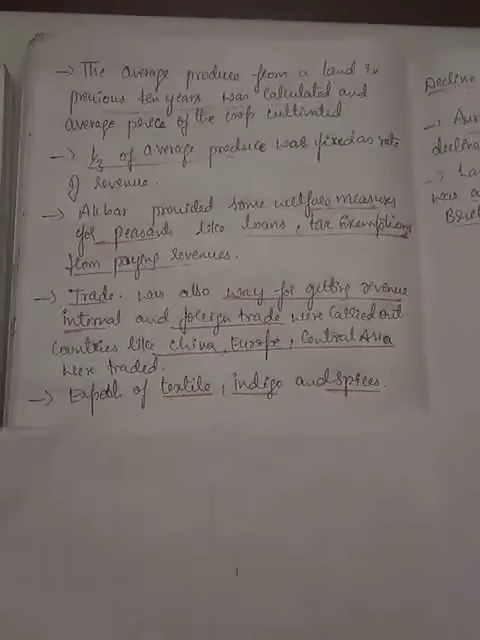 → The average produce from a land in
previous ten years was calculated and
average price of the crop cultivated
→ 1/3 of average produce was fixed as rate
of revenue.
→ Akbar provided some welfare measures
for peasants like loans, tax exemptions
from paying revenues.
→ Trade was also way for getting revenue
internal and foreign trade were carried out.
Countries like China, Europe, Central Asia
were traded.
→ Export of textile, indigo and spices.
Decline
→
→
was